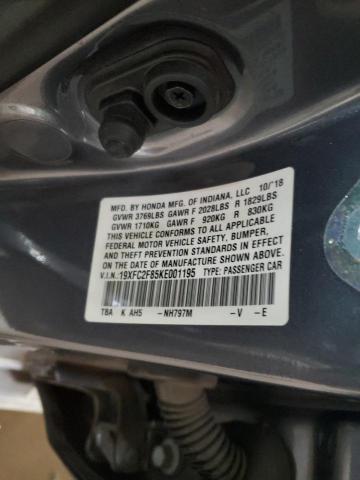 MFD. BY HONDA MFG. OF INDIANA, LLC 10/'18
GVWR 3769LBS GAWR F 2028LBS R 1829LBS
GVWR 1710KG GAWR F 920KG R 830KG
THIS VEHICLE CONFORMS TO ALL APPLICABLE
FEDERAL MOTOR VEHICLE SAFETY, BUMPER,
AND THEFT PREVENTION STANDARDS IN EFFECT
ON THE DATE OF MANUFACTURE SHOWN ABOVE.
V.I.N.: 19XFC2F85KE001195 TYPE: PASSENGER CAR
TBA K AH5 -NH797M -V -E